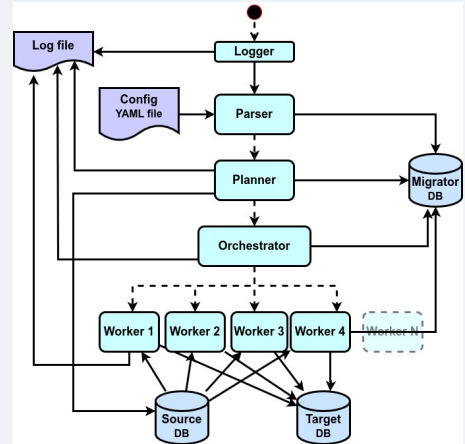 Log file
Logger
Config
YAML file
Parser
Planner
Migrator
DB
Orchestrator
Worker 1
Worker 2
Worker 3
Worker 4
Worker N
Source
DB
Target
DB